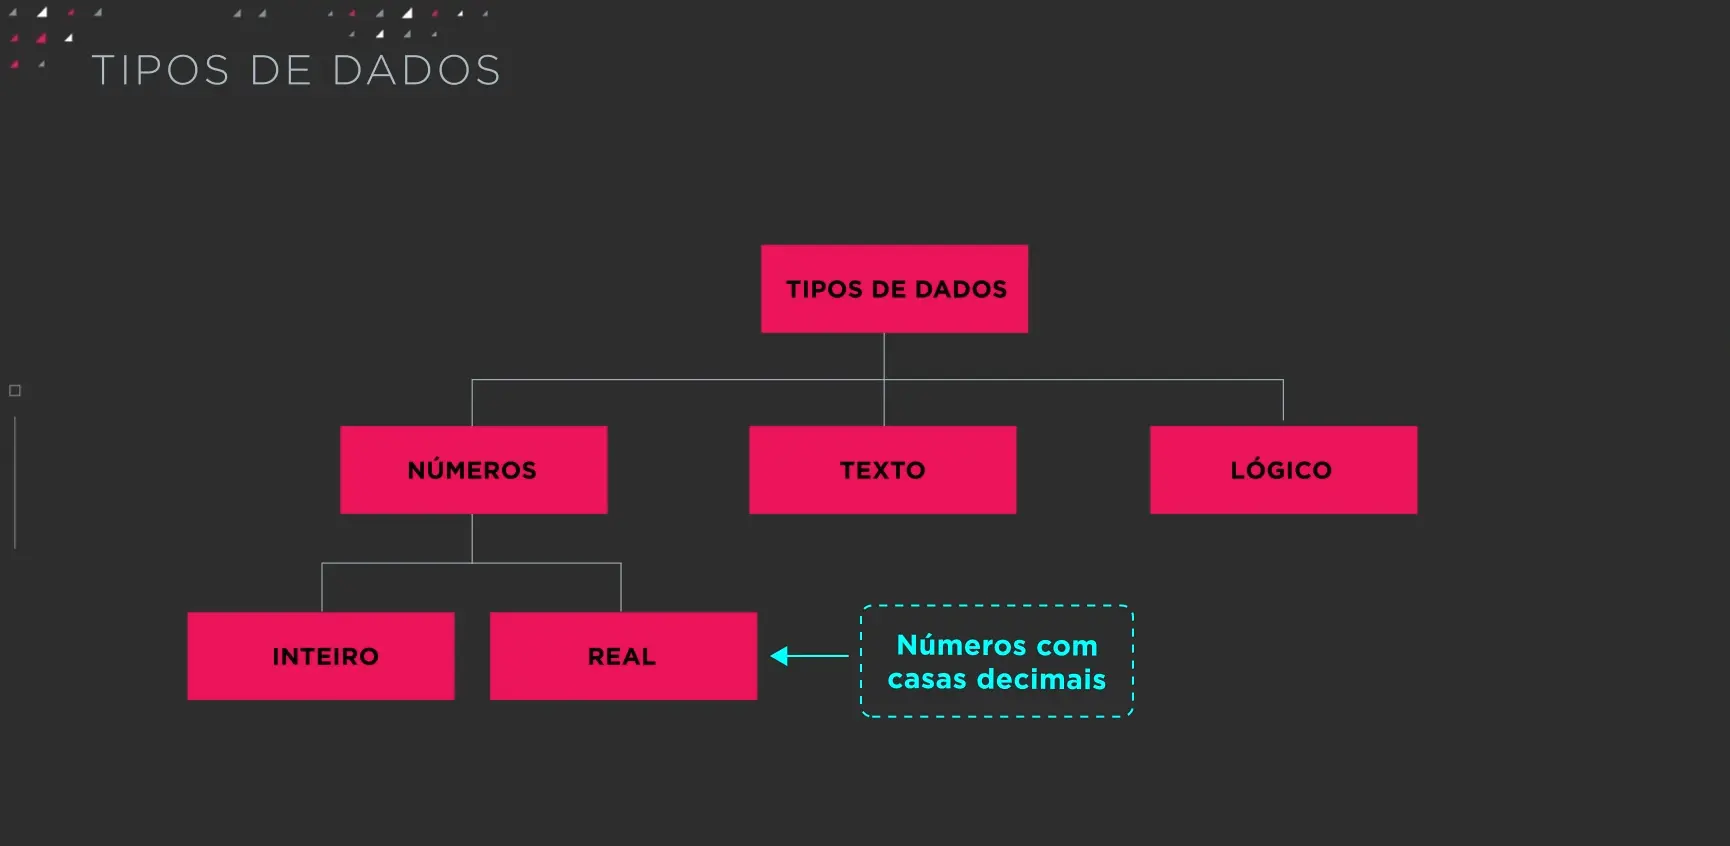 TIPOS DE DADOS
TIPOS DE DADOS
NÚMEROS
TEXTO
LÓGICO
INTEIRO
REAL
Números com
casas decimais